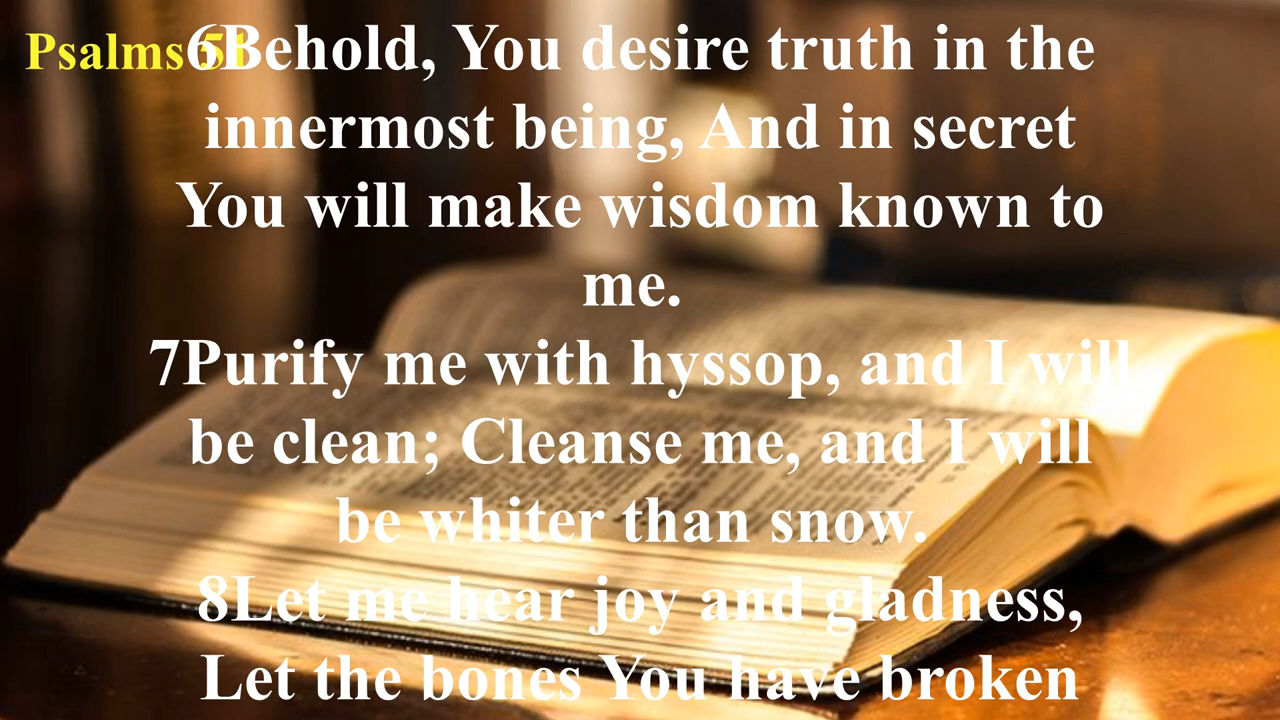 Psalms 51
6Behold, You desire truth in the
innermost being, And in secret
You will make wisdom known to
me.
7Purify me with hyssop, and I will
be clean; Cleanse me, and I will
be whiter than snow.
8Let me hear joy and gladness,
Let the bones You have broken